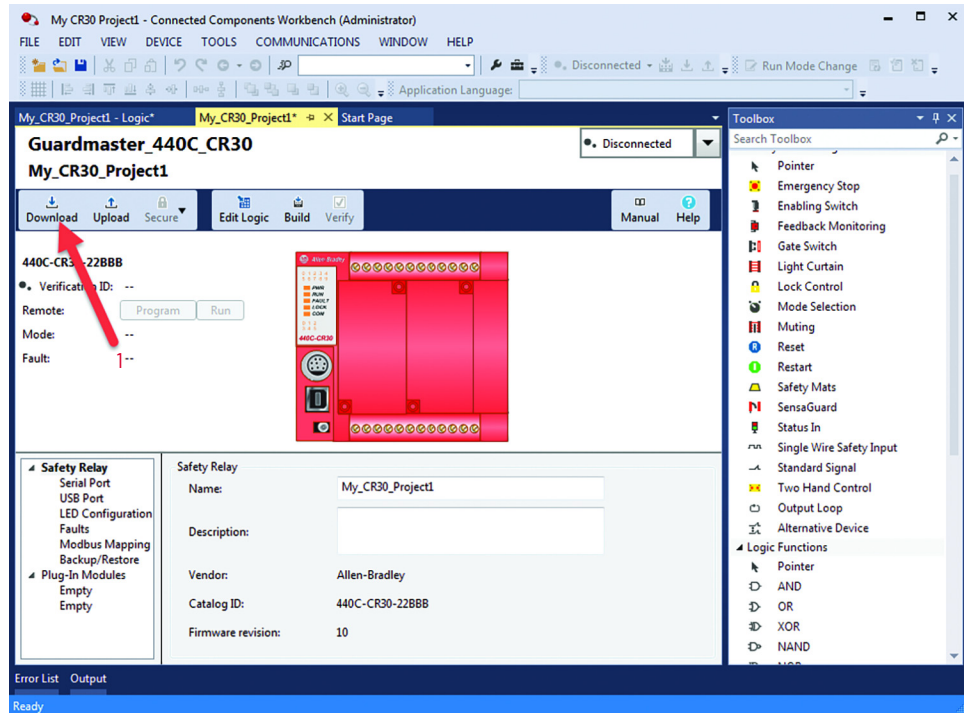 My CR30 Project1 - Connected Components Workbench (Administrator)
FILE EDIT VIEW DEVICE TOOLS COMMUNICATIONS WINDOW HELP
Disconnected Run Mode Change
Application Language:
My_CR30_Project1 - Logic* My_CR30_Project1* Start Page
Guardmaster_440C_CR30
My_CR30_Project1
Disconnected
Download Upload Secure Edit Logic Build Verify Manual Help
440C-CR3 -22BBB
Verification ID: --
Remote: Program Run
Mode: --
Fault: --
1
Allen-Bradley
PWR
RUN
FAULT
LOCK
COM
440C-CR30
Safety Relay
Serial Port
USB Port
LED Configuration
Faults
Modbus Mapping
Backup/Restore
Plug-In Modules
Empty
Empty
Safety Relay
Name: My_CR30_Project1
Description:
Vendor: Allen-Bradley
Catalog ID: 440C-CR30-22BBB
Firmware revision: 10
Toolbox
Search Toolbox
Pointer
Emergency Stop
Enabling Switch
Feedback Monitoring
Gate Switch
Light Curtain
Lock Control
Mode Selection
Muting
Reset
Restart
Safety Mats
SensaGuard
Status In
Single Wire Safety Input
Standard Signal
Two Hand Control
Output Loop
Alternative Device
Logic Functions
Pointer
AND
OR
XOR
NAND
Error List Output
Ready